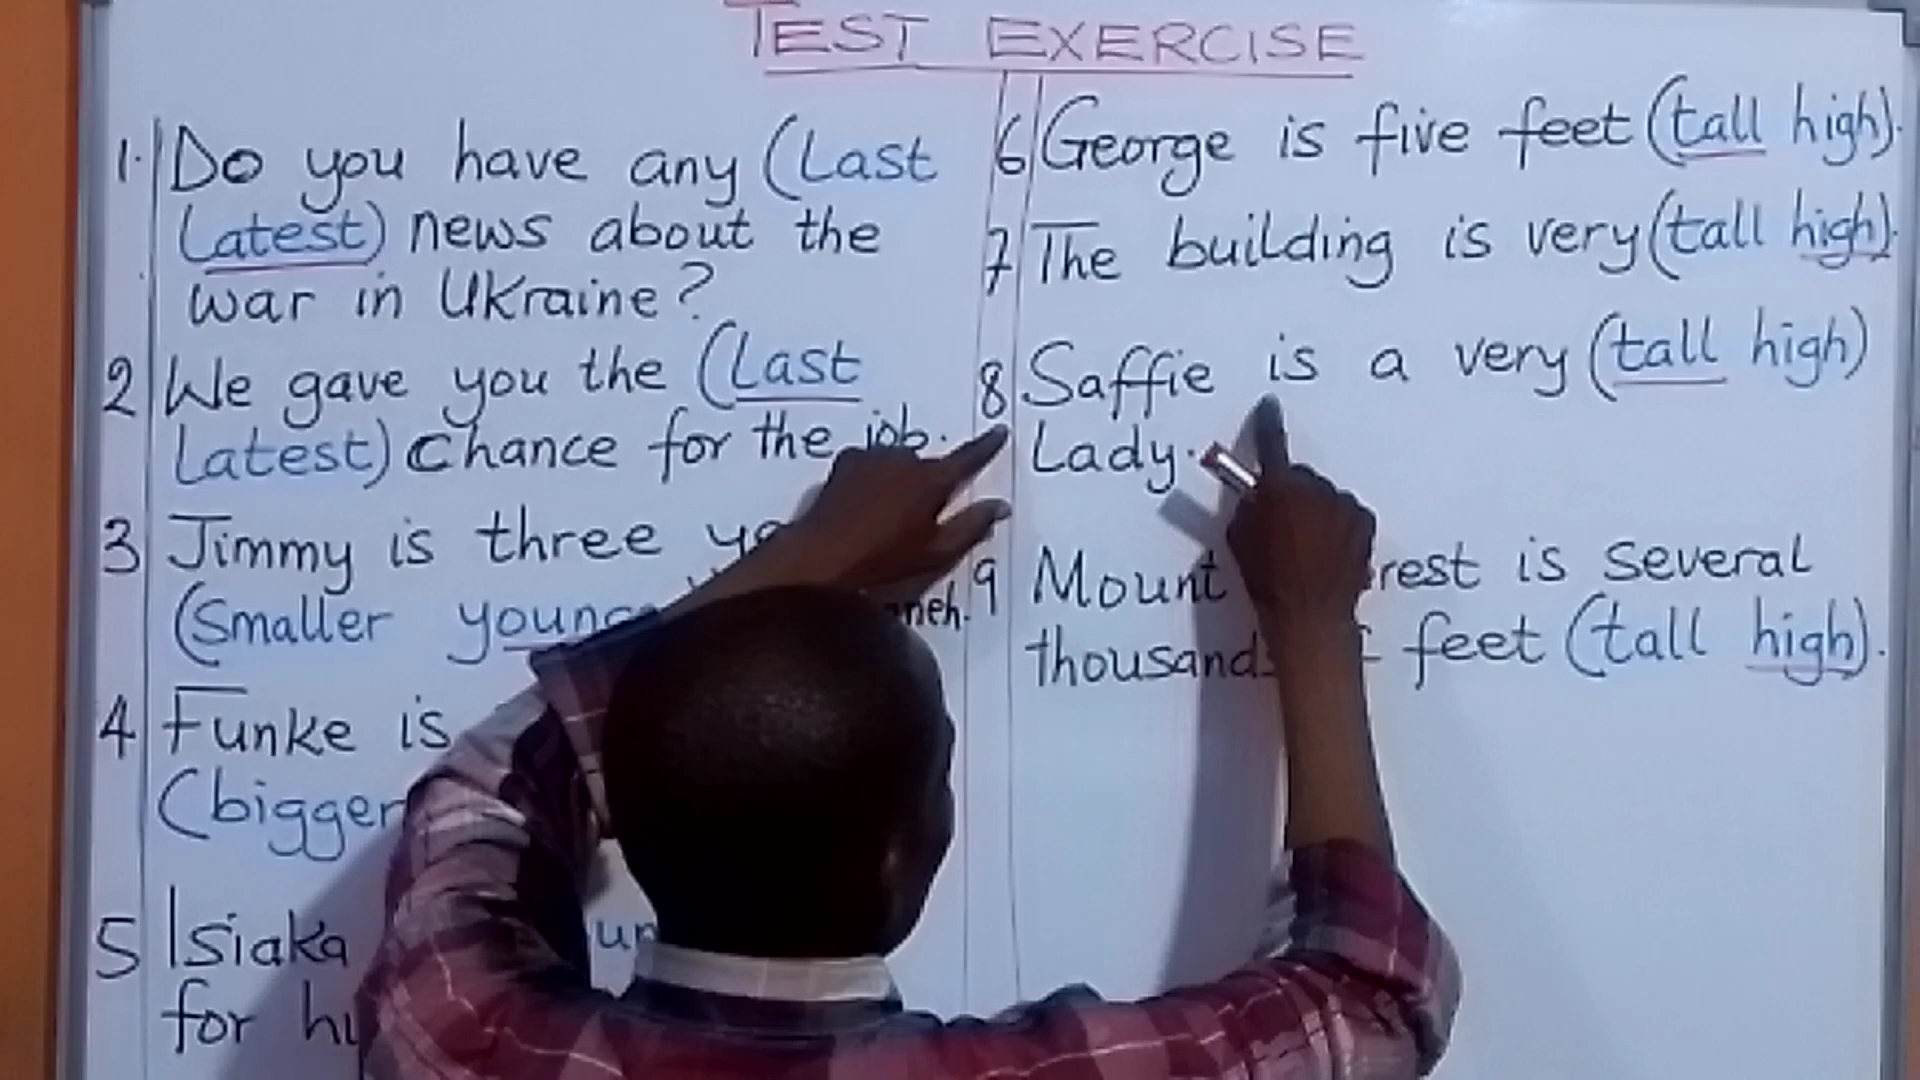 TEST EXERCISE
1. Do you have any (Last
Latest) news about the
war in Ukraine?
2 We gave you the (Last
Latest) Chance for the job.
3 Jimmy is three
(Smaller
4 Funke is
(bigger
5 Isiaka
for
6 George is five feet (tall high).
7 The building is very (tall high).
8 Saffie is a very (tall high)
Lady.
9 Mount is several
feet (tall high).